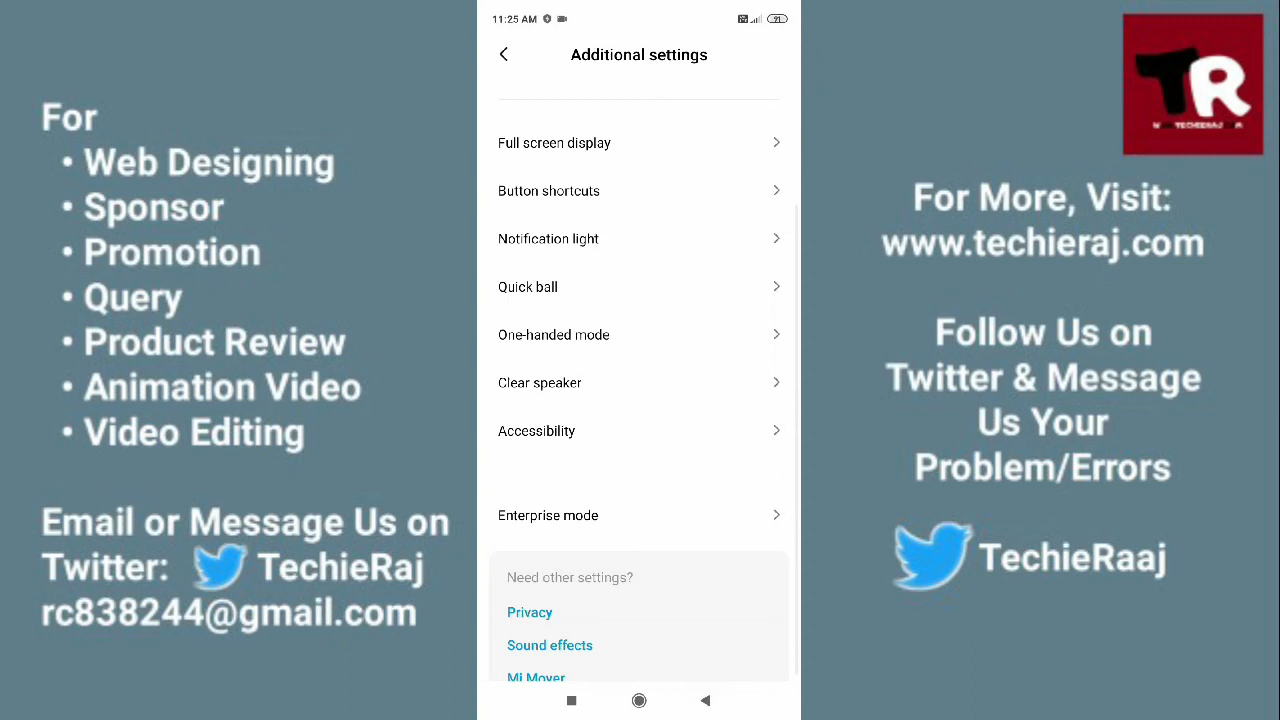 For
• Web Designing
• Sponsor
• Promotion
• Query
• Product Review
• Animation Video
• Video Editing
Email or Message Us on
Twitter: TechieRaj
rc838244@gmail.com
11:25 AM
91
Additional settings
Full screen display
Button shortcuts
Notification light
Quick ball
One-handed mode
Clear speaker
Accessibility
Enterprise mode
Need other settings?
Privacy
Sound effects
Mi Mover
TR
For More, Visit:
www.techieraj.com
Follow Us on
Twitter & Message
Us Your
Problem/Errors
TechieRaaj